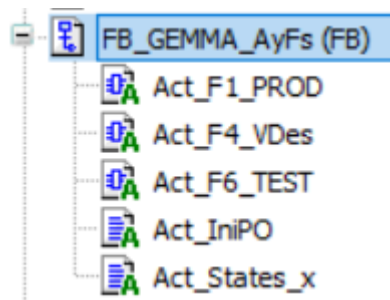 FB_GEMMA_AyFs (FB)
Act_F1_PROD
Act_F4_VDes
Act_F6_TEST
Act_IniPO
Act_States_x